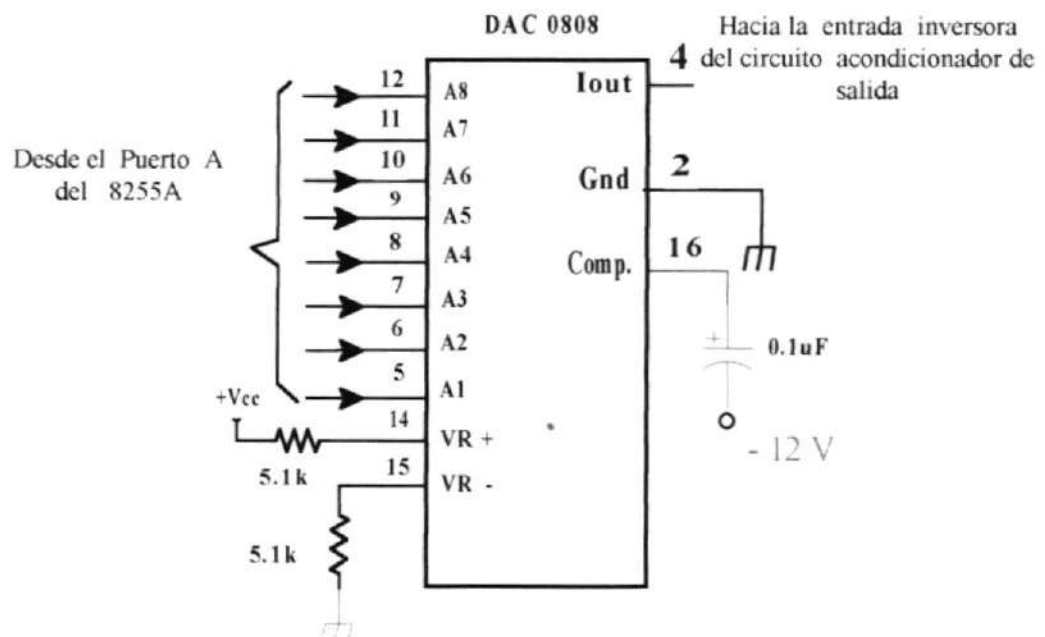 DAC 0808
Hacia la entrada inversora
del circuito acondicionador de
salida
4
Iout
12
A8
11
A7
10
A6
9
A5
8
A4
7
A3
6
A2
5
A1
Desde el Puerto A
del 8255A
Gnd
2
Comp.
16
0.1uF
- 12 V
+Vcc
14
VR +
5.1k
15
VR -
5.1k